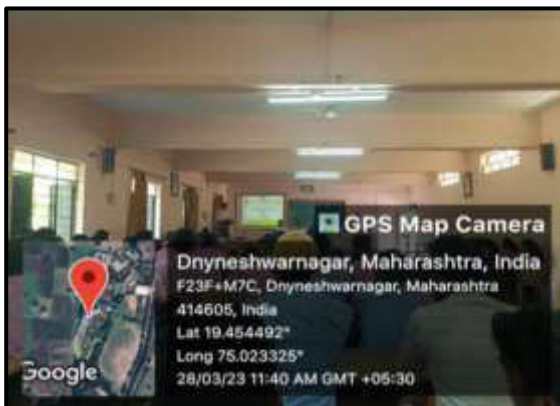 GPS Map Camera
Dnyneshwarnagar, Maharashtra, India
F23F+M7C, Dnyneshwarnagar, Maharashtra
414605, India
Lat 19.454492°
Long 75.023325°
28/03/23 11:40 AM GMT +05:30
Google